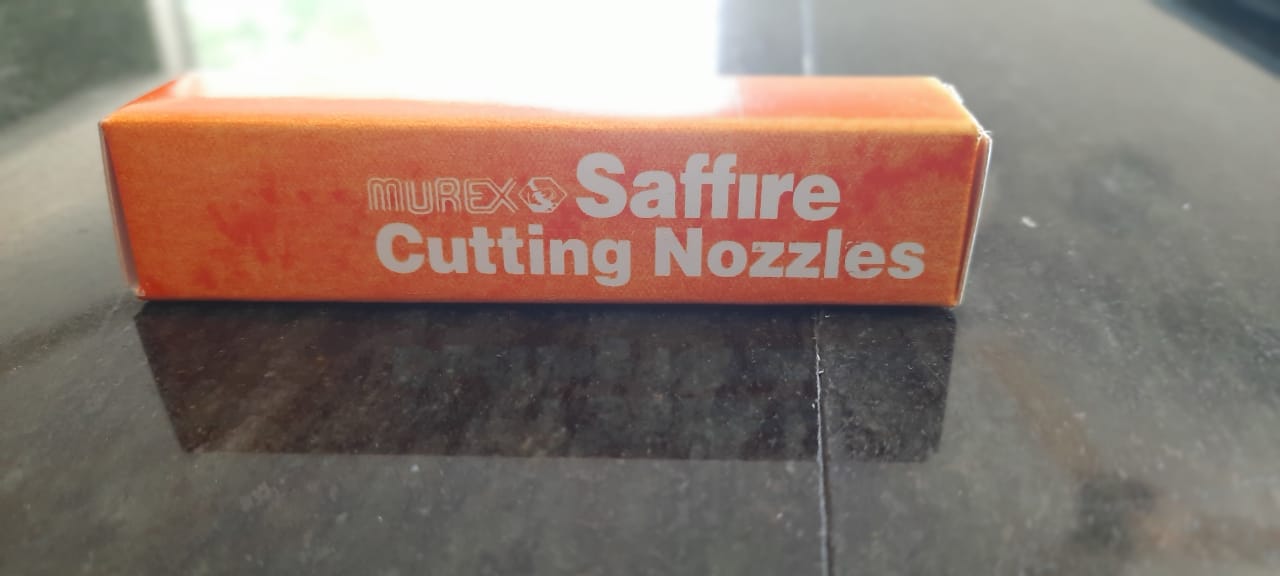 MUREX Saffire
Cutting Nozzles